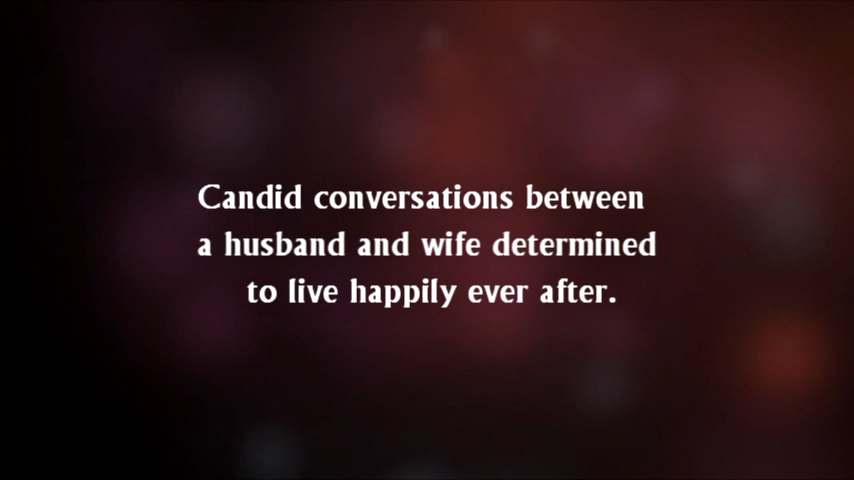 Candid conversations between
a husband and wife determined
to live happily ever after.